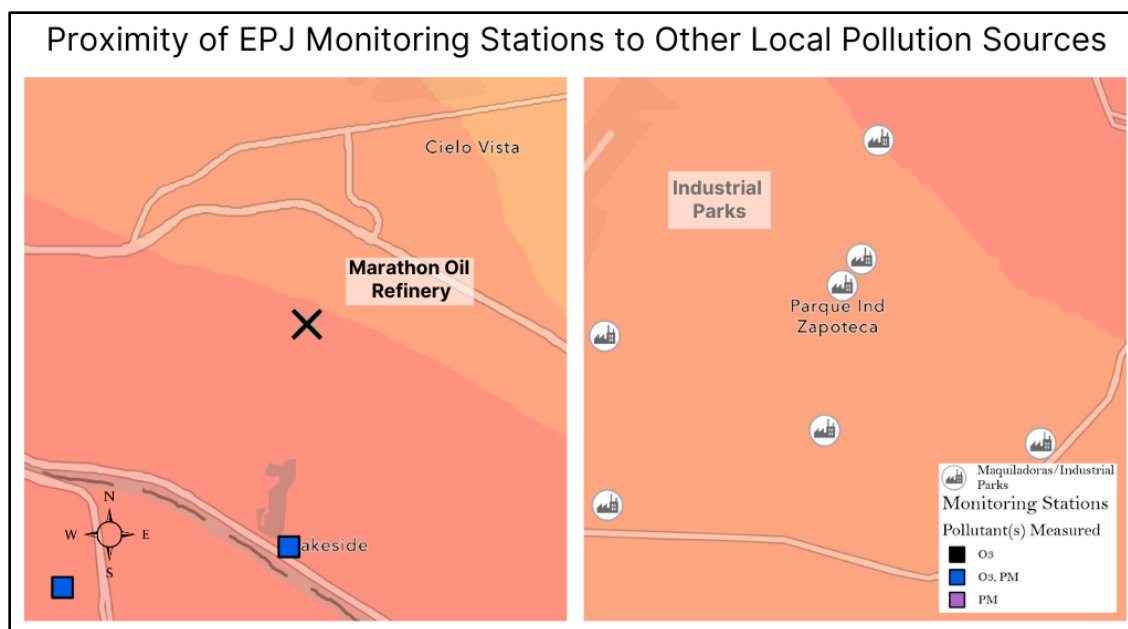 Proximity of EPJ Monitoring Stations to Other Local Pollution Sources
Cielo Vista
Marathon Oil
Refinery
N
W E
S
akeside
Industrial
Parks
Parque Ind
Zapoteca
Maquiladoras/Industrial
Parks
Monitoring Stations
Pollutant(s) Measured
O3
O3, PM
PM